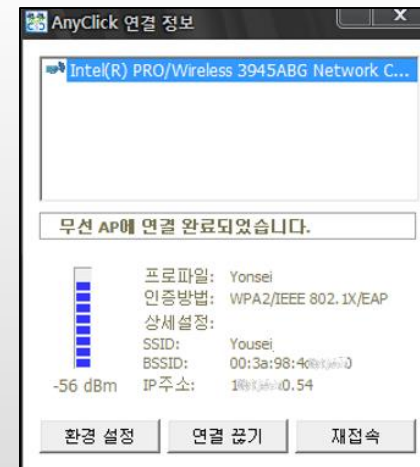 AnyClick 연결 정보
x
Intel(R) PRO/Wireless 3945ABG Network C...
무선 AP에 연결 완료되었습니다.
프로파일: Yonsei
인증방법: WPA2/IEEE 802.1X/EAP
상세설정:
SSID: Yousei
BSSID: 00:3a:98:4
-56 dBm IP주소: 0.54
환경 설정 연결 끊기 재접속